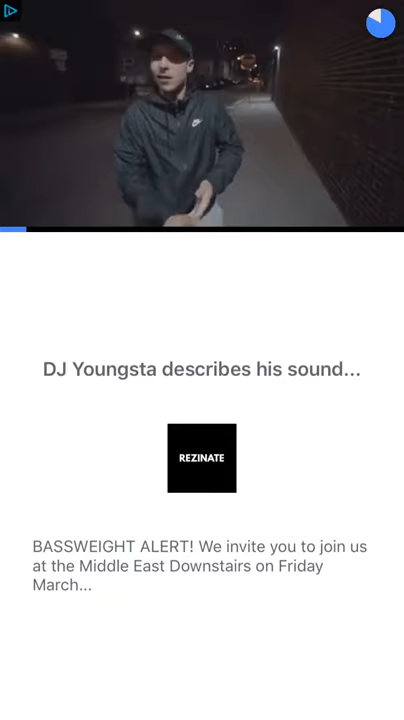 DJ Youngsta describes his sound...
REZINATE
BASSWEIGHT ALERT! We invite you to join us
at the Middle East Downstairs on Friday
March...